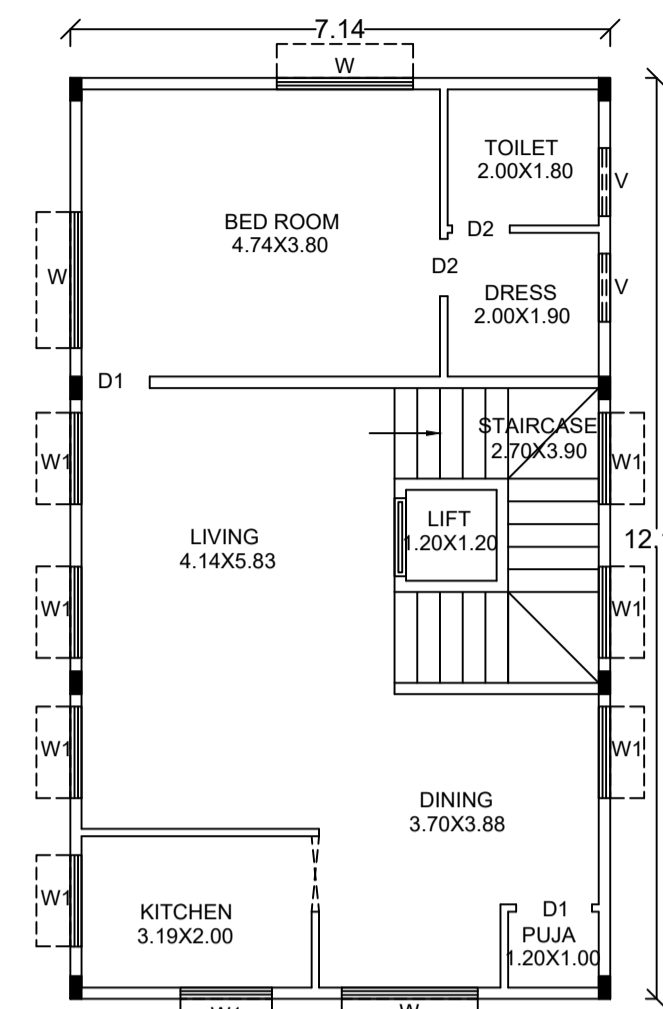 7.14
W
TOILET
2.00X1.80
V
BED ROOM
4.74X3.80
D2
W
D2
V
DRESS
2.00X1.90
D1
STAIRCASE
2.70X3.90
W1
W1
LIFT
1.20X1.20
LIVING
4.14X5.83
12.
W1
W1
W1
W1
DINING
3.70X3.88
W1
KITCHEN
3.19X2.00
D1
PUJA
1.20X1.00
W1
W